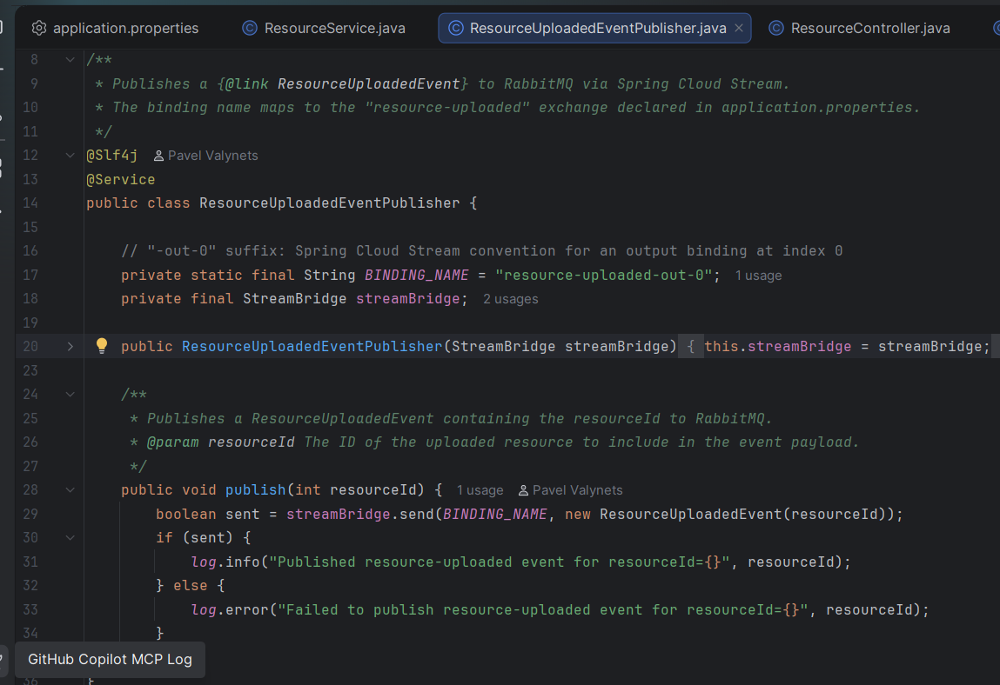 application.properties ResourceService.java ResourceUploadedEventPublisher.java ResourceController.java
8 /**
9 * Publishes a {@link ResourceUploadedEvent} to RabbitMQ via Spring Cloud Stream.
10 * The binding name maps to the "resource-uploaded" exchange declared in application.properties.
11 */
12 @Slf4j Pavel Valynets
13 @Service
14 public class ResourceUploadedEventPublisher {
15
16 // "-out-0" suffix: Spring Cloud Stream convention for an output binding at index 0
17 private static final String BINDING_NAME = "resource-uploaded-out-0"; 1 usage
18 private final StreamBridge streamBridge; 2 usages
19
20 public ResourceUploadedEventPublisher(StreamBridge streamBridge) { this.streamBridge = streamBridge;
23
24 /**
25 * Publishes a ResourceUploadedEvent containing the resourceId to RabbitMQ.
26 * @param resourceId The ID of the uploaded resource to include in the event payload.
27 */
28 public void publish(int resourceId) { 1 usage Pavel Valynets
29 boolean sent = streamBridge.send(BINDING_NAME, new ResourceUploadedEvent(resourceId));
30 if (sent) {
31 log.info("Published resource-uploaded event for resourceId={}", resourceId);
32 } else {
33 log.error("Failed to publish resource-uploaded event for resourceId={}", resourceId);
34 }
GitHub Copilot MCP Log
36 }